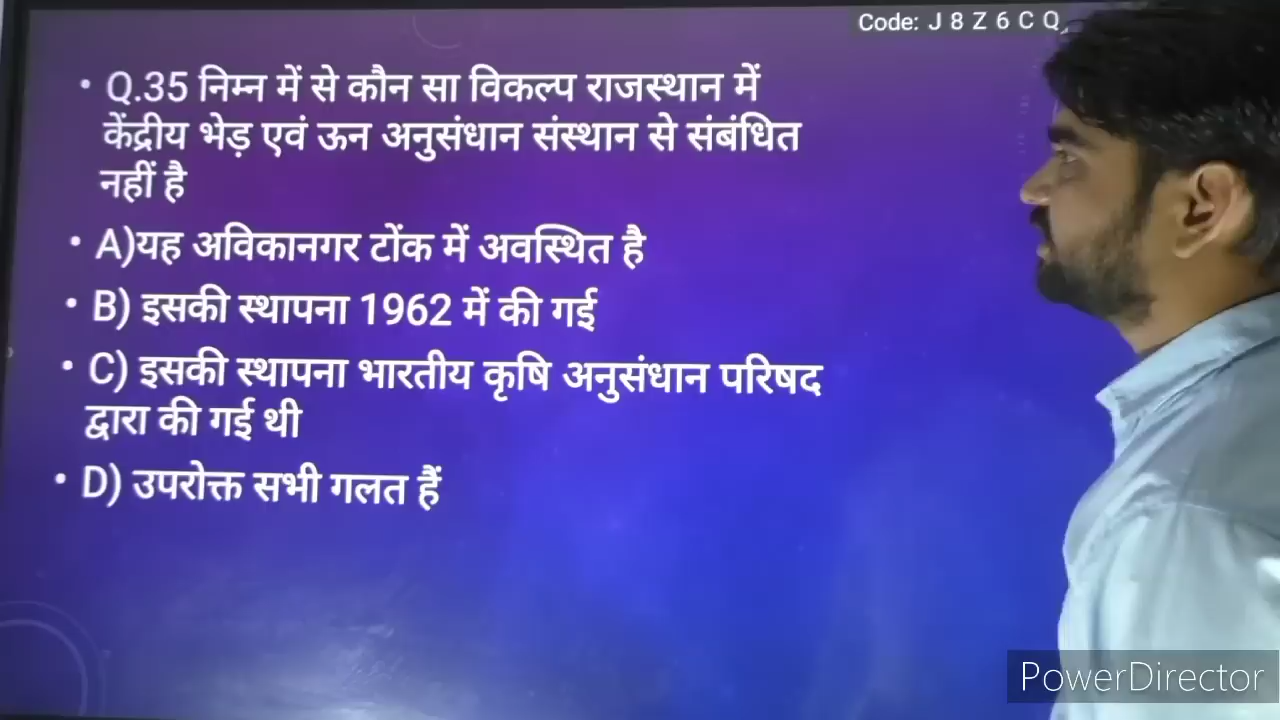 Code: J 8 Z 6 C Q
• Q.35 निम्न में से कौन सा विकल्प राजस्थान में
केंद्रीय भेड़ एवं ऊन अनुसंधान संस्थान से संबंधित
नहीं है
• A)यह अविकानगर टोंक में अवस्थित है
• B) इसकी स्थापना 1962 में की गई
• C) इसकी स्थापना भारतीय कृषि अनुसंधान परिषद
द्वारा की गई थी
• D) उपरोक्त सभी गलत हैं
PowerDirector